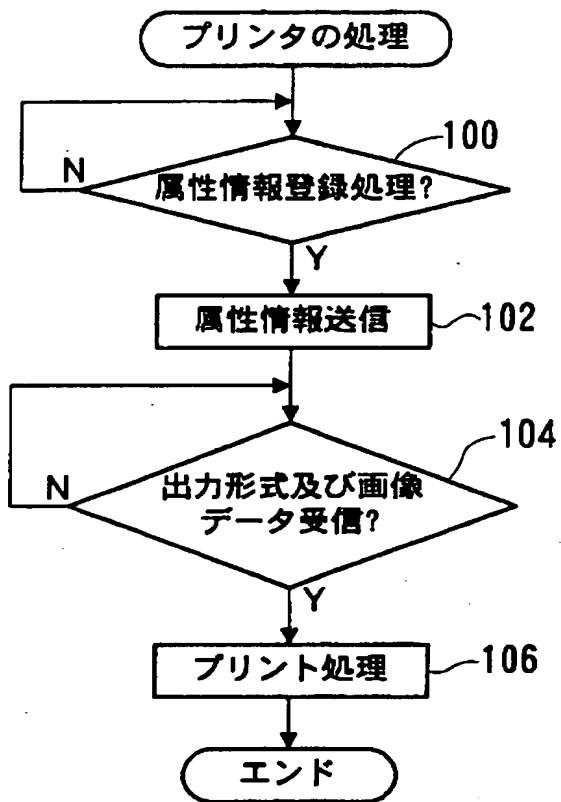 プリンタの処理
100
N
属性情報登録処理?
Y
属性情報送信
102
104
N
出力形式及び画像
データ受信?
Y
プリント処理
106
エンド